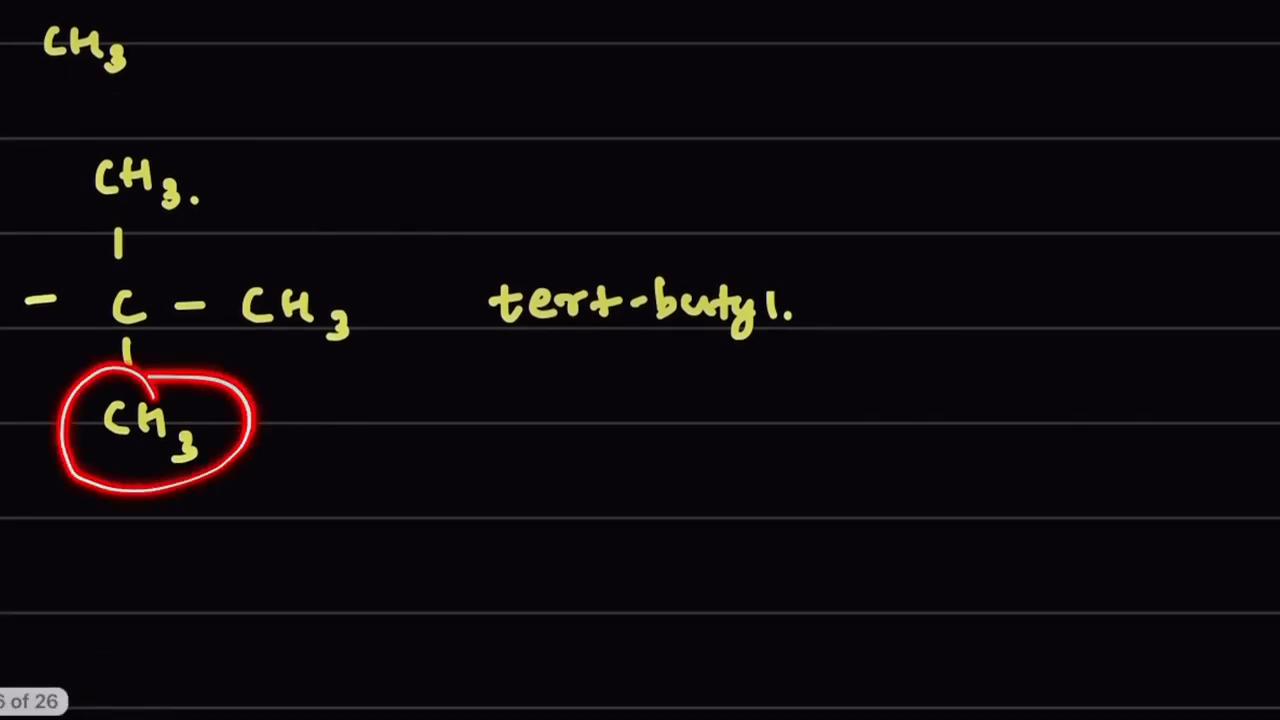 CH3
CH3.
|
- C - CH3 tert-butyl.
|
CH3
6 of 26